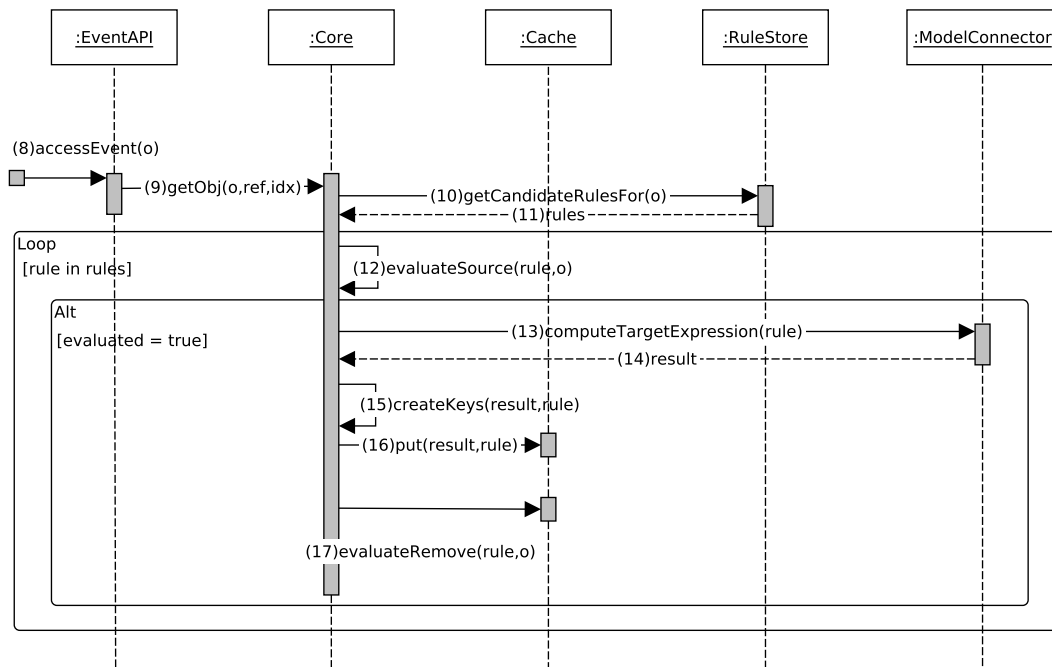 :EventAPI
:Core
:Cache
:RuleStore
:ModelConnector
(8)accessEvent(o)
(9)getObj(o,ref,idx)
(10)getCandidateRulesFor(o)
(11)rules
Loop
[rule in rules]
(12)evaluateSource(rule,o)
Alt
[evaluated = true]
(13)computeTargetExpression(rule)
(14)result
(15)createKeys(result,rule)
(16)put(result,rule)
(17)evaluateRemove(rule,o)